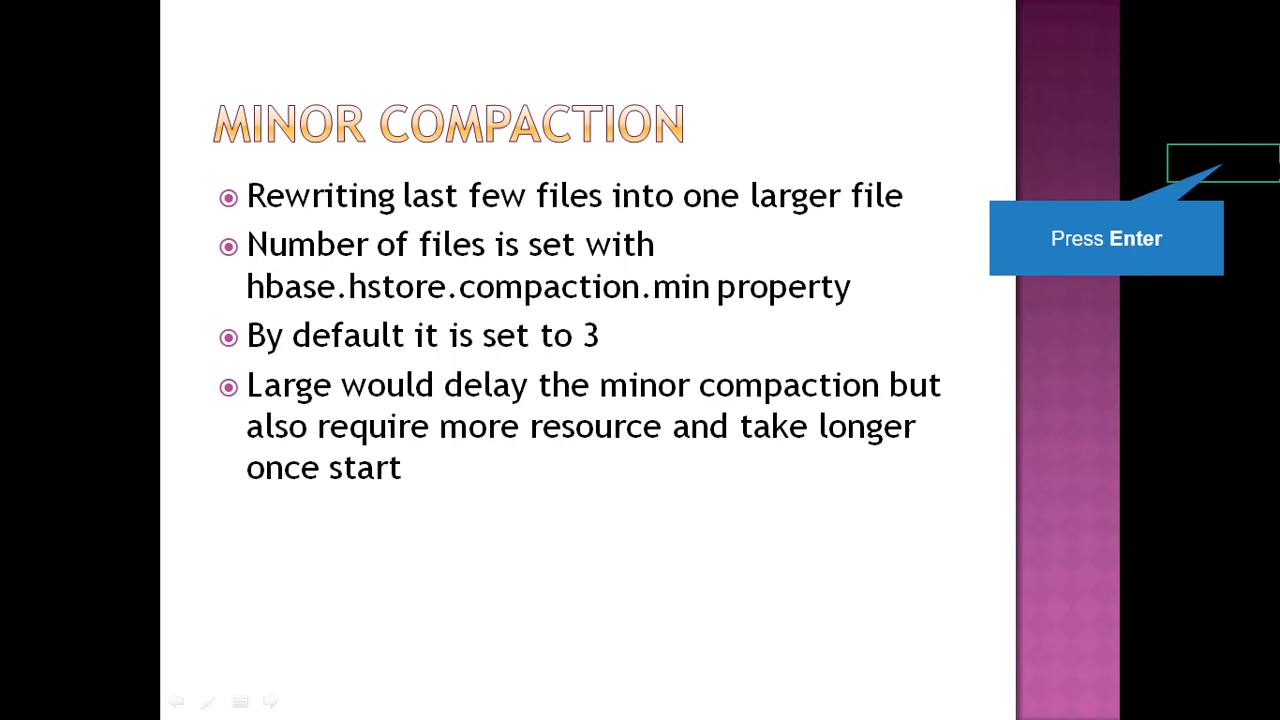 MINOR COMPACTION
Rewriting last few files into one larger file
Number of files is set with
hbase.hstore.compaction.min property
By default it is set to 3
Large would delay the minor compaction but
also require more resource and take longer
once start
Press Enter